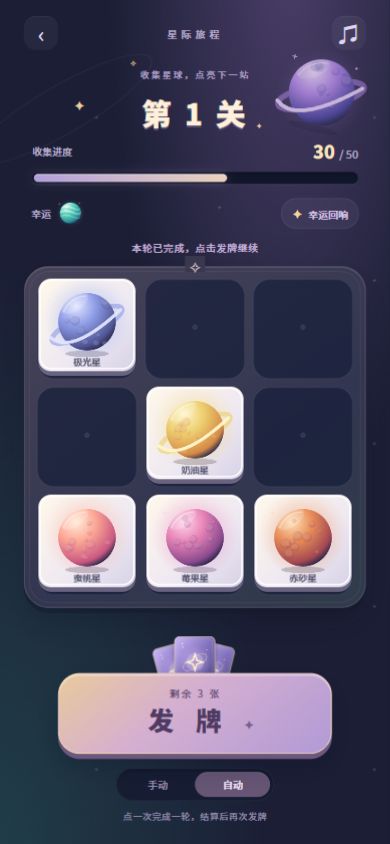 星际旅程
收集星球，点亮下一站
第 1 关
收集进度
30 / 50
幸运
幸运回响
本轮已完成，点击发牌继续
极光星
奶油星
蜜桃星
莓果星
赤砂星
剩余 3 张
发 牌
手动
自动
点一次完成一轮，结算后再次发牌